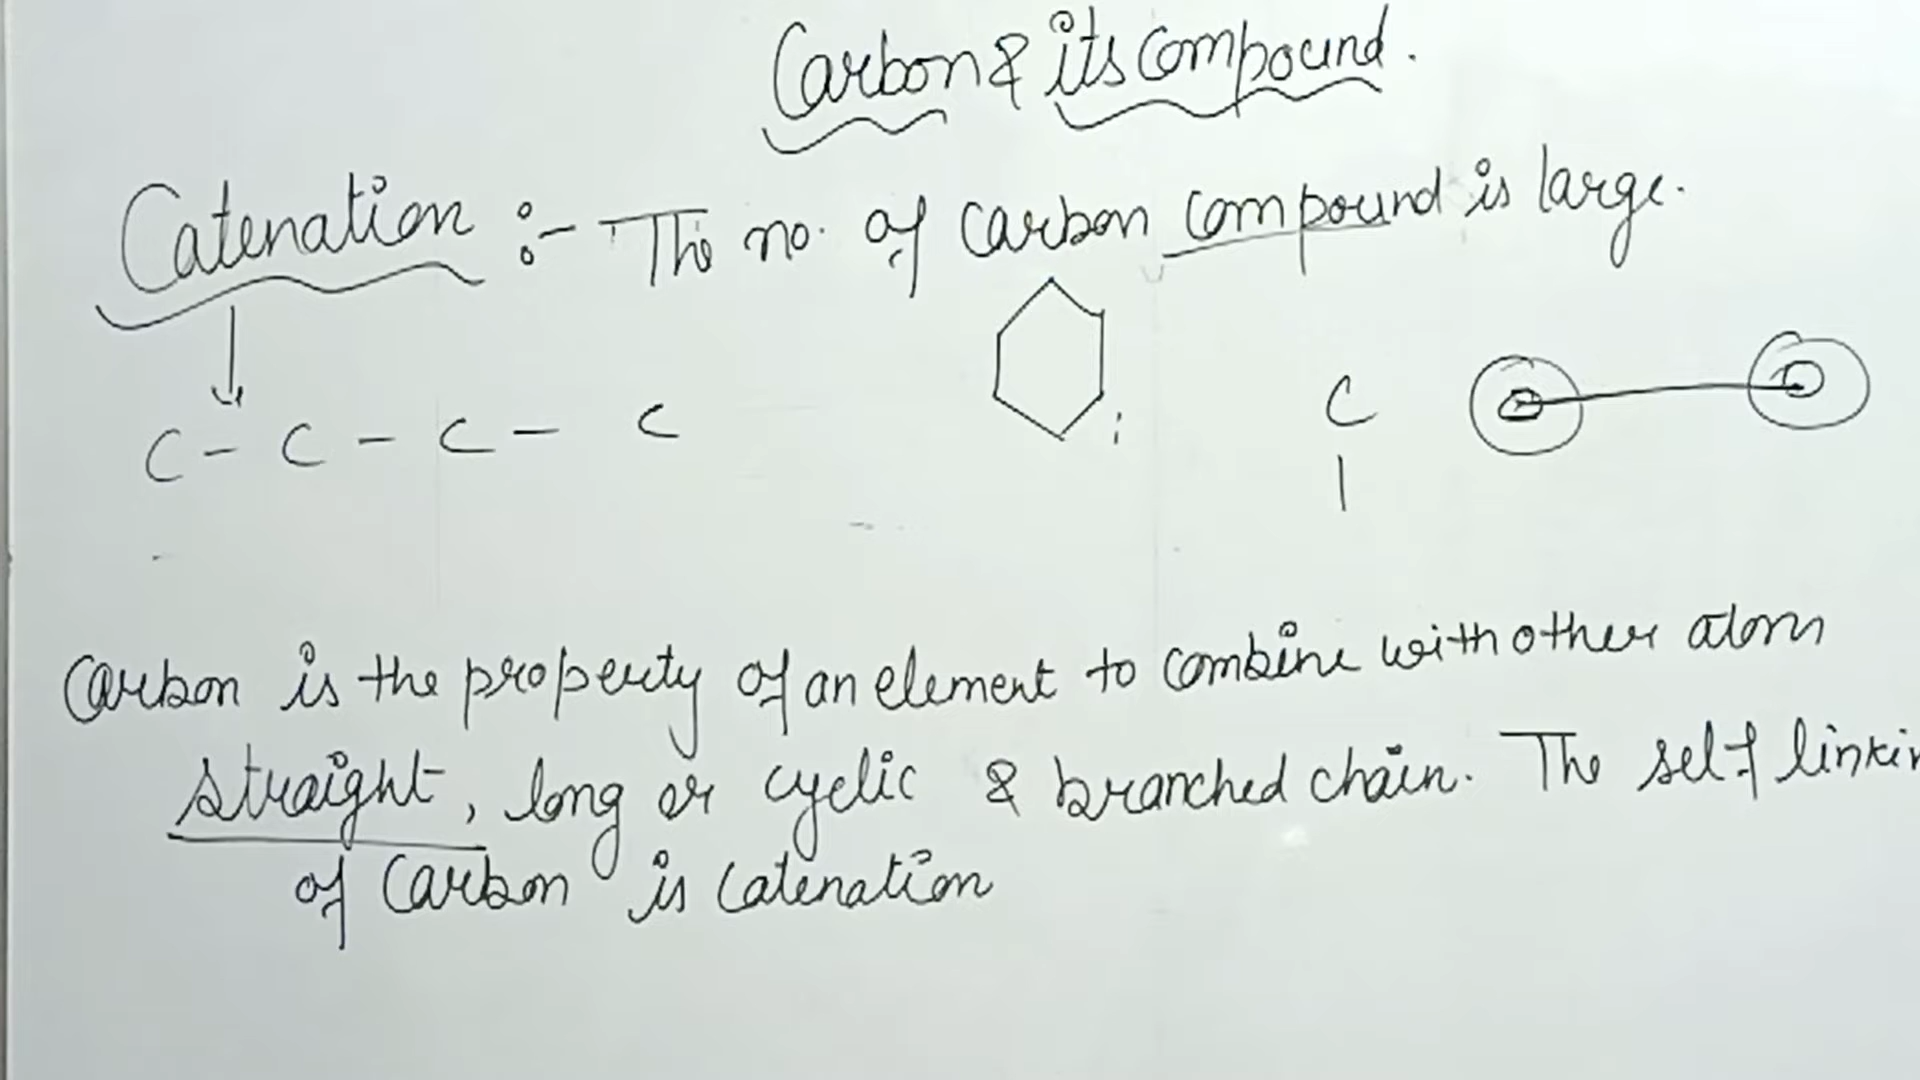 Carbon & its compound.
Catenation :- The no. of carbon compound is large.
C - C - C - C
C
Carbon is the property of an element to combine with other atom
straight, long or cyclic & branched chain. The self linkin
of carbon is catenation